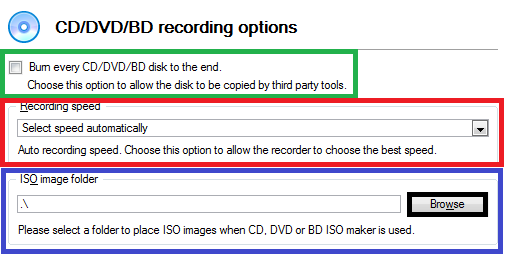 CD/DVD/BD recording options
Burn every CD/DVD/BD disk to the end.
Choose this option to allow the disk to be copied by third party tools.
Recording speed
Select speed automatically
Auto recording speed. Choose this option to allow the recorder to choose the best speed.
ISO image folder
.\
Browse
Please select a folder to place ISO images when CD, DVD or BD ISO maker is used.